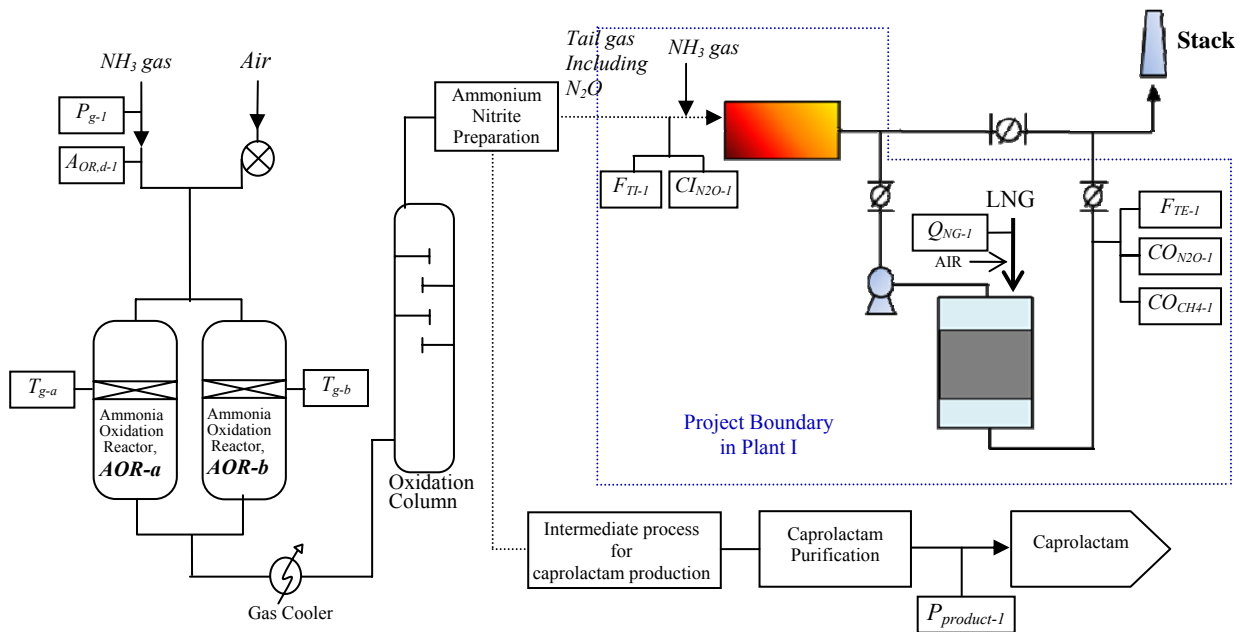 NH3 gas
Air
Pg-1
AOR,d-1
Tg-a
Ammonia
Oxidation
Reactor,
AOR-a
Ammonia
Oxidation
Reactor,
AOR-b
Tg-b
Gas Cooler
Oxidation
Column
Ammonium
Nitrite
Preparation
Tail gas
Including
N2O
NH3 gas
FTI-1
CIN2O-1
Stack
LNG
QNG-1
AIR
FTE-1
CON2O-1
COCH4-1
Project Boundary
in Plant I
Intermediate process
for
caprolactam production
Caprolactam
Purification
Caprolactam
Pproduct-1